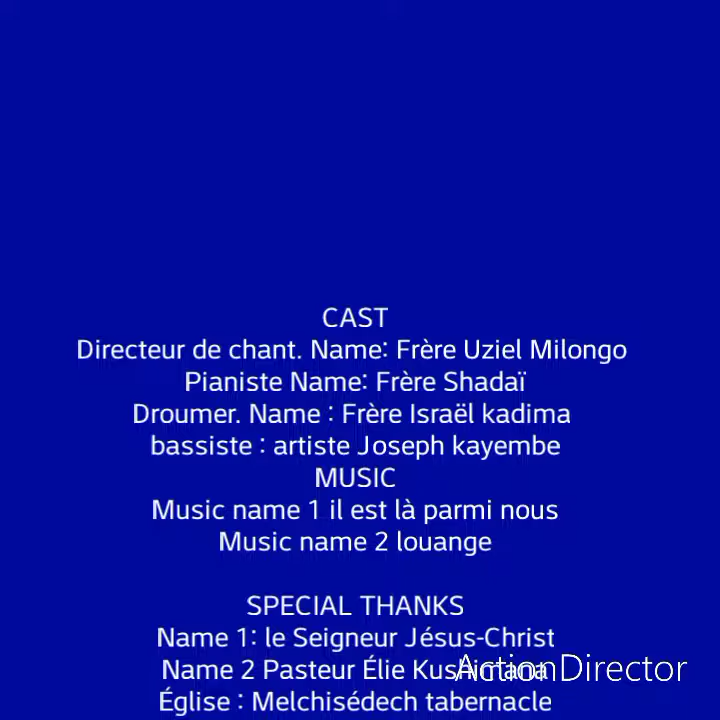 CAST
Directeur de chant. Name: Frère Uziel Milongo
Pianiste Name: Frère Shadaï
Droumer. Name : Frère Israël kadima
bassiste : artiste Joseph kayembe
MUSIC
Music name 1 il est là parmi nous
Music name 2 louange
SPECIAL THANKS
Name 1: le Seigneur Jésus-Christ
Name 2 Pasteur Élie
ActionDirector
Église : Melchisédech tabernacle